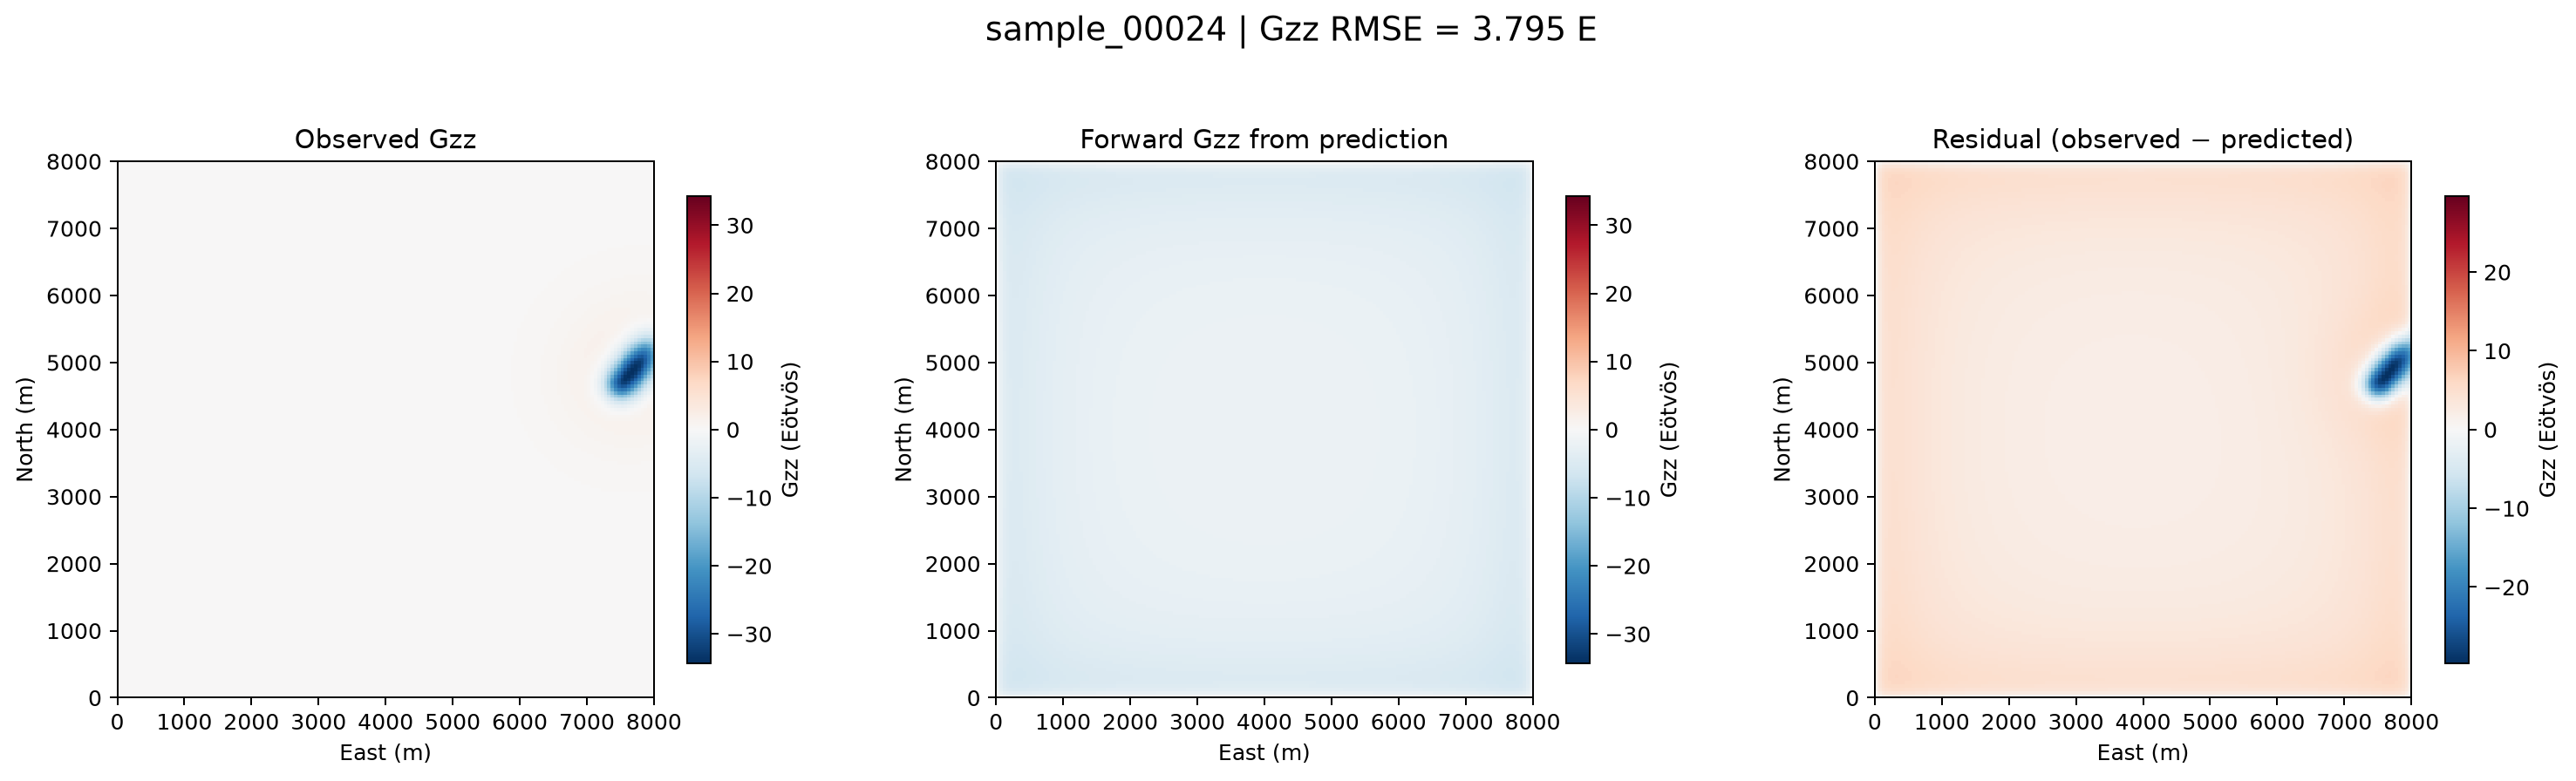 sample_00024 | Gzz RMSE = 3.795 E
Observed Gzz
8000
7000
6000
5000
4000
3000
2000
1000
0
North (m)
0 1000 2000 3000 4000 5000 6000 7000 8000
East (m)
30
20
10
0
−10
−20
−30
Gzz (Eötvös)
Forward Gzz from prediction
8000
7000
6000
5000
4000
3000
2000
1000
0
North (m)
0 1000 2000 3000 4000 5000 6000 7000 8000
East (m)
30
20
10
0
−10
−20
−30
Gzz (Eötvös)
Residual (observed − predicted)
8000
7000
6000
5000
4000
3000
2000
1000
0
North (m)
0 1000 2000 3000 4000 5000 6000 7000 8000
East (m)
20
10
0
−10
−20
Gzz (Eötvös)